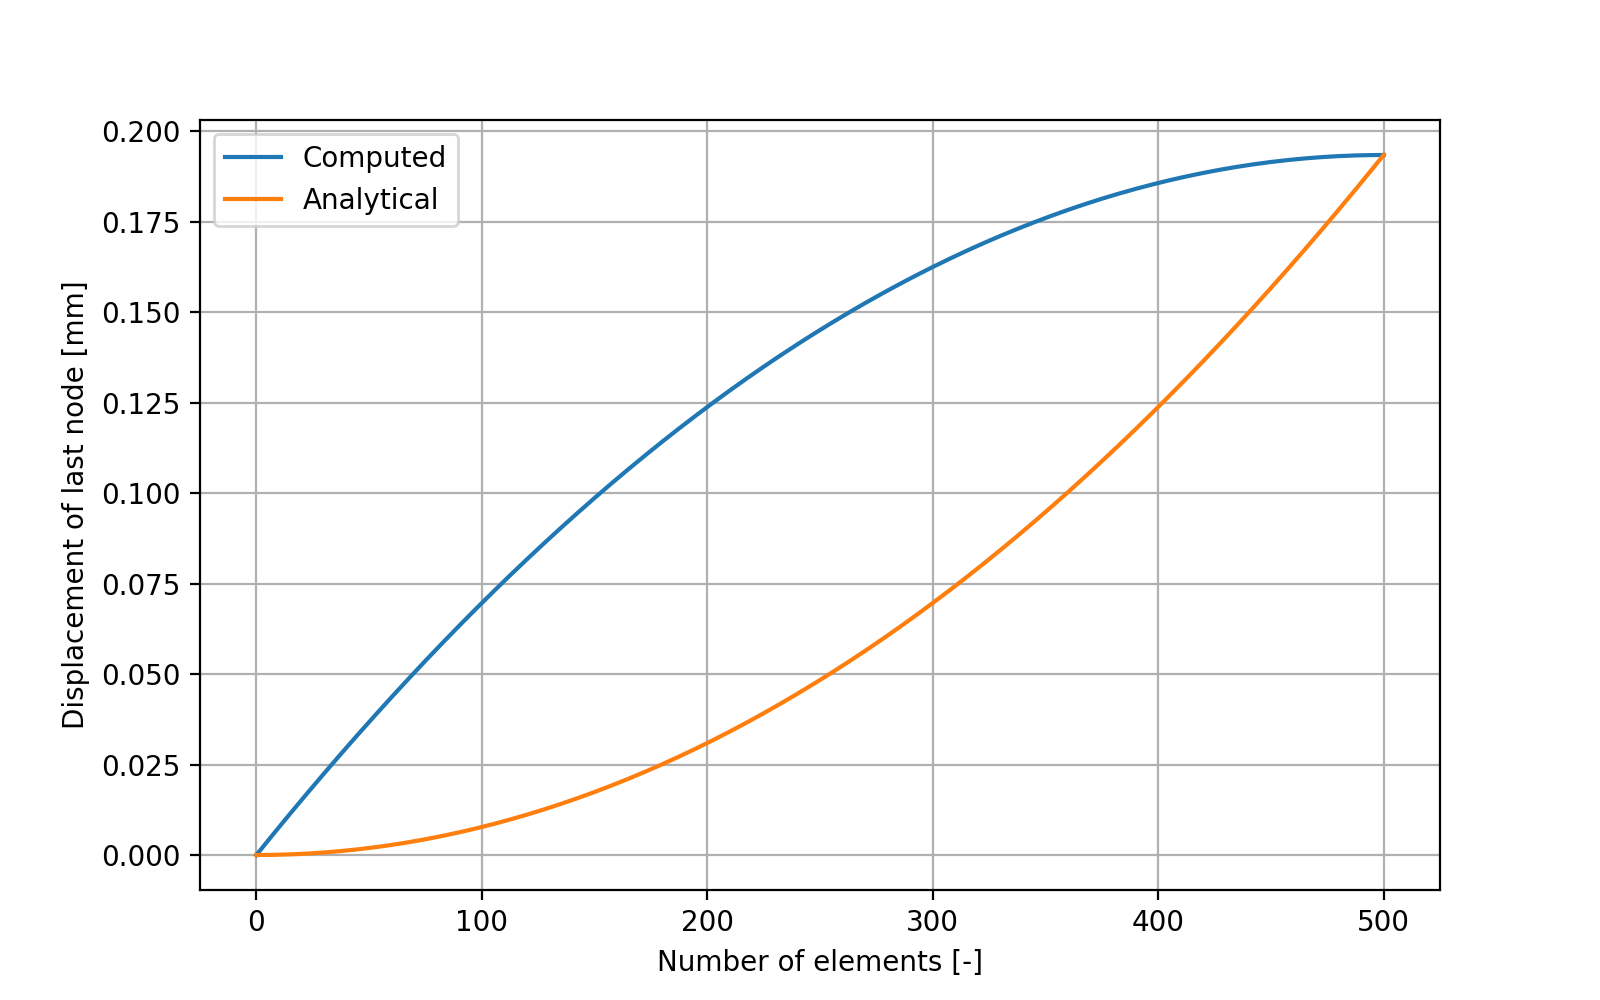 Computed
Analytical
0.200
0.175
0.150
0.125
0.100
0.075
0.050
0.025
0.000
Displacement of last node [mm]
0 100 200 300 400 500
Number of elements [-]